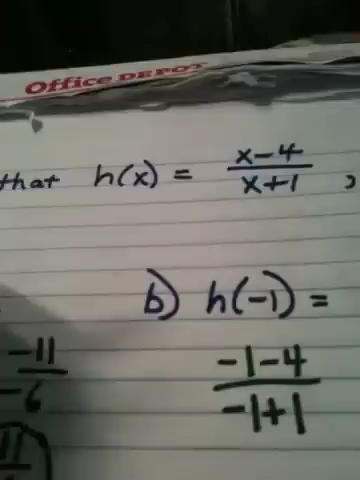 Office DEPOT
that h(x) = x-4 / x+1 ,
b) h(-1) =
-11 / -6
-1-4 / -1+1